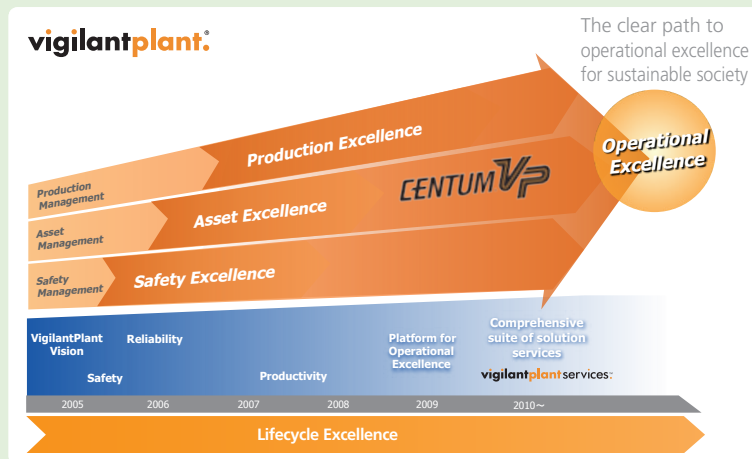 vigilantplant.®
The clear path to
operational excellence
for sustainable society
Production Excellence
Operational
Excellence
Production
Management
CENTUM VP
Asset Excellence
Asset
Management
Safety Excellence
Safety
Management
VigilantPlant
Vision
Reliability
Platform for
Operational
Excellence
Comprehensive
suite of solution
services
Safety
Productivity
vigilantplantservices™
2005 2006 2007 2008 2009 2010~
Lifecycle Excellence